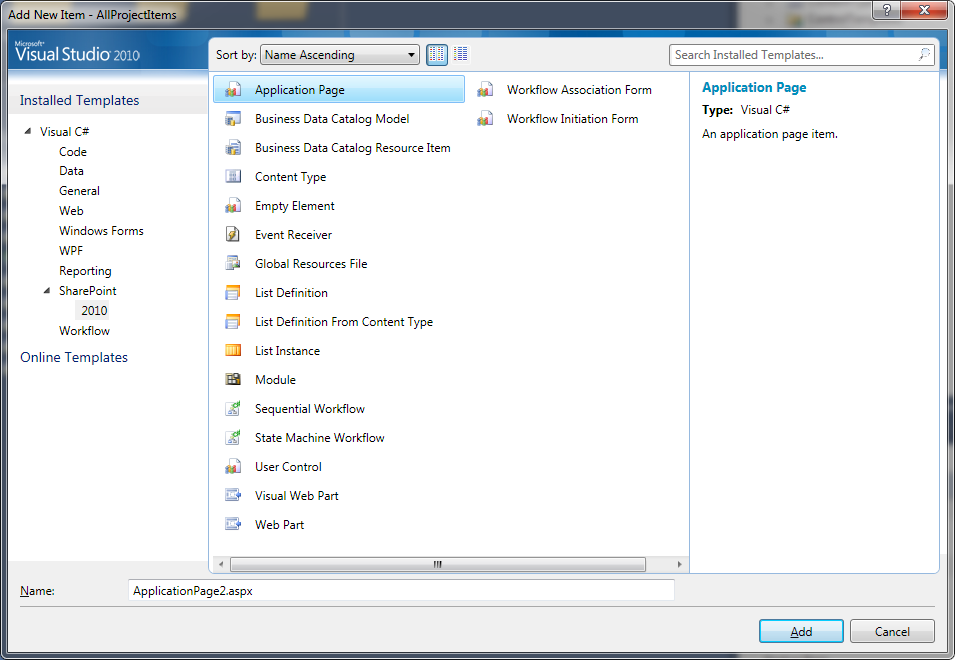 Add New Item - AllProjectItems
Microsoft®
Visual Studio 2010
Sort by: Name Ascending
Search Installed Templates...
Installed Templates
Visual C#
Code
Data
General
Web
Windows Forms
WPF
Reporting
SharePoint
2010
Workflow
Online Templates
Application Page
Business Data Catalog Model
Business Data Catalog Resource Item
Content Type
Empty Element
Event Receiver
Global Resources File
List Definition
List Definition From Content Type
List Instance
Module
Sequential Workflow
State Machine Workflow
User Control
Visual Web Part
Web Part
Workflow Association Form
Workflow Initiation Form
Application Page
Type: Visual C#
An application page item.
Name: ApplicationPage2.aspx
Add Cancel